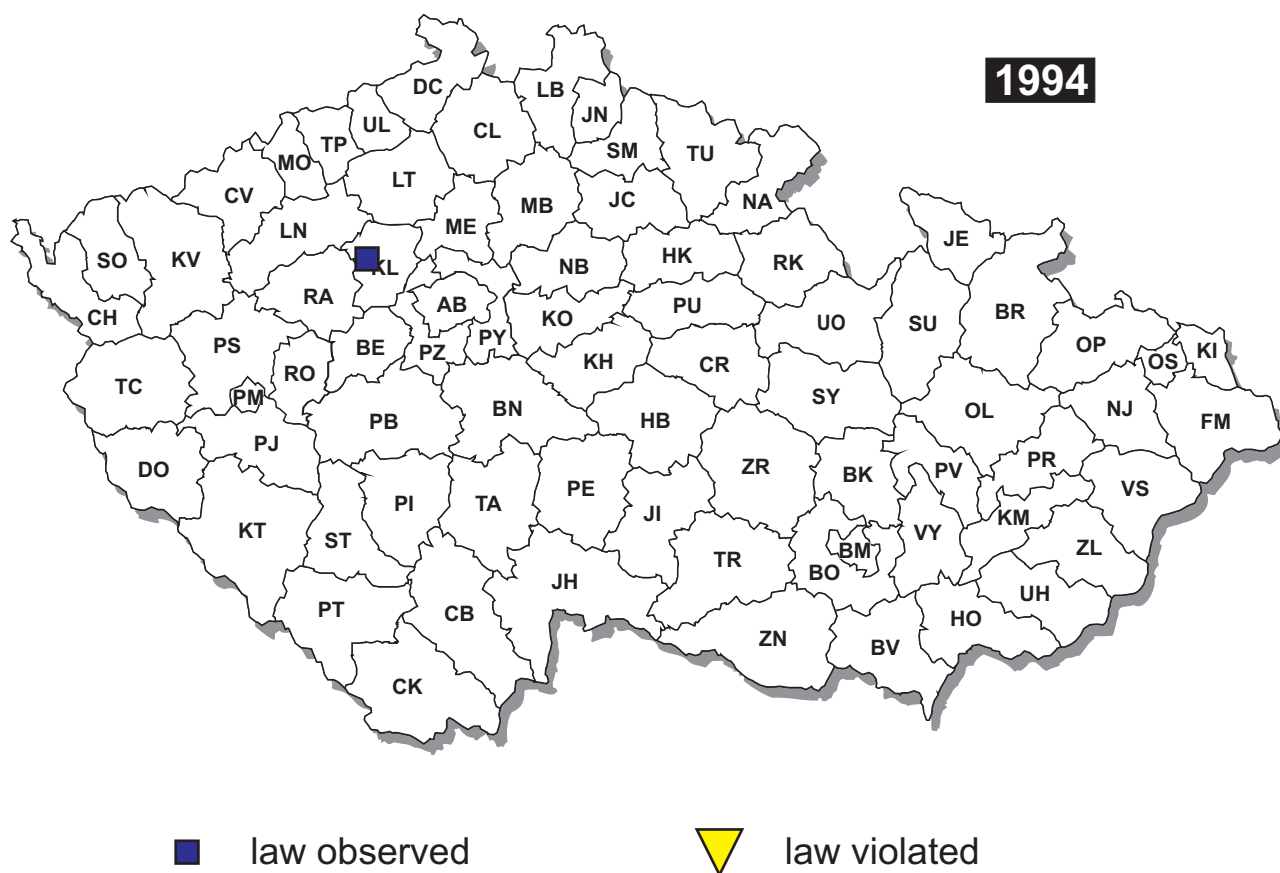 1994
DC
LB
JN
UL
CL
TP
MO
SM
TU
LT
CV
NA
JC
MB
ME
LN
JE
SO
KV
HK
RK
NB
KL
RA
AB
BR
CH
KO
PU
UO
SU
PS
BE
PZ
PY
OP
KI
OS
KH
CR
TC
RO
PM
SY
BN
OL
NJ
PB
HB
FM
PJ
DO
ZR
BK
PV
PR
VS
PI
TA
PE
JI
KM
KT
ST
VY
TR
BM
BO
ZL
JH
PT
CB
UH
HO
ZN
BV
CK
law observed
law violated